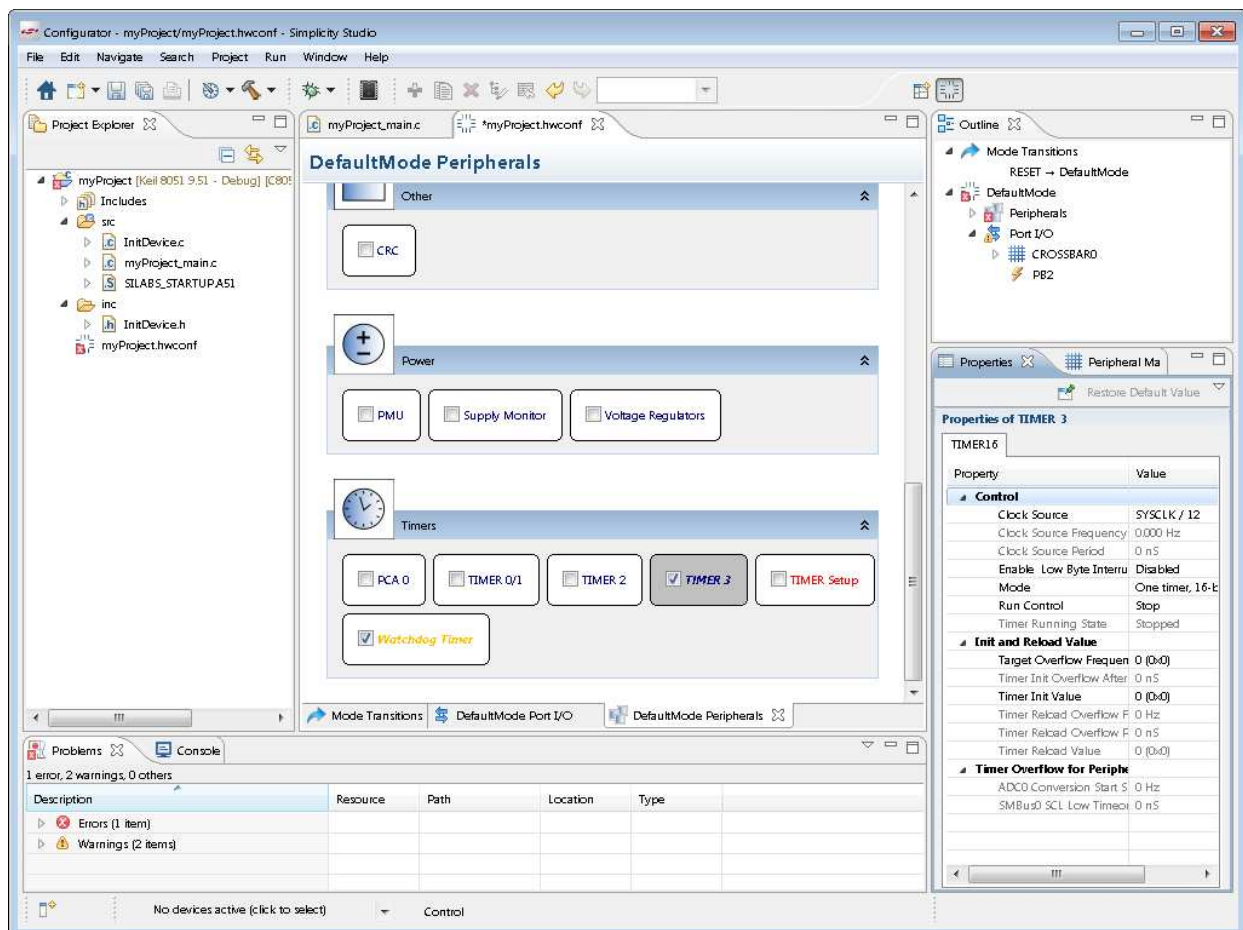 Configurator - myProject/myProject.hwconf - Simplicity Studio
File Edit Navigate Search Project Run Window Help
Project Explorer
myProject [Keil 8051 9.51 - Debug] [C805
Includes
src
InitDevice.c
myProject_main.c
SILABS_STARTUP.A51
inc
InitDevice.h
myProject.hwconf
myProject_main.c *myProject.hwconf
DefaultMode Peripherals
Other
CRC
Power
PMU Supply Monitor Voltage Regulators
Timers
PCA 0 TIMER 0/1 TIMER 2 TIMER 3 TIMER Setup
Watchdog Timer
Mode Transitions DefaultMode Port I/O DefaultMode Peripherals
Outline
Mode Transitions
RESET → DefaultMode
DefaultMode
Peripherals
Port I/O
CROSSBAR0
PB2
Properties Peripheral Ma
Restore Default Value
Properties of TIMER 3
TIMER16
Property Value
Control
Clock Source SYSCLK / 12
Clock Source Frequency 0.000 Hz
Clock Source Period 0 nS
Enable Low Byte Interru Disabled
Mode One timer, 16-b
Run Control Stop
Timer Running State Stopped
Init and Reload Value
Target Overflow Frequen 0 (0x0)
Timer Init Overflow After 0 nS
Timer Init Value 0 (0x0)
Timer Reload Overflow F 0 Hz
Timer Reload Overflow P 0 nS
Timer Reload Value 0 (0x0)
Timer Overflow for Periphe
ADC0 Conversion Start S 0 Hz
SMBus0 SCL Low Timeou 0 nS
Problems Console
1 error, 2 warnings, 0 others
Description Resource Path Location Type
Errors (1 item)
Warnings (2 items)
No devices active (click to select) Control